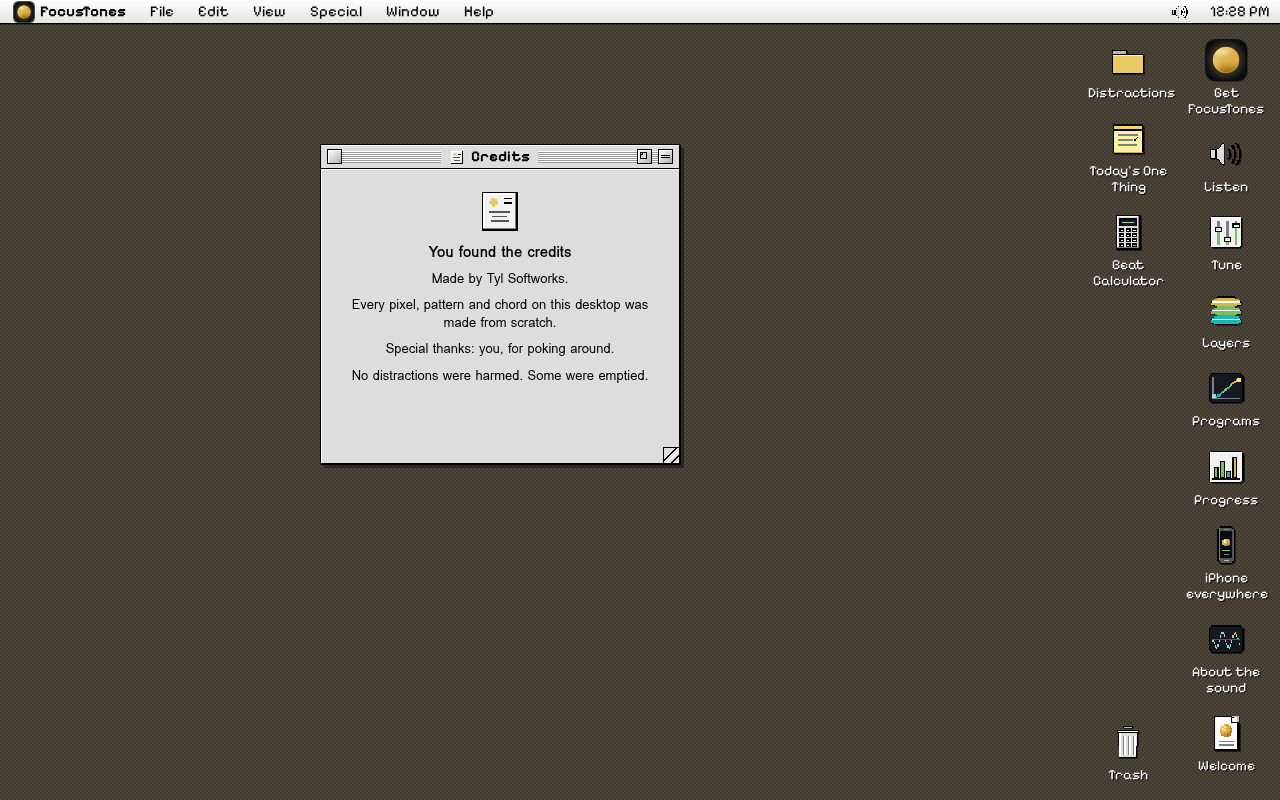 FocusTones File Edit View Special Window Help 12:28 PM
Credits
You found the credits
Made by Tyl Softworks.
Every pixel, pattern and chord on this desktop was
made from scratch.
Special thanks: you, for poking around.
No distractions were harmed. Some were emptied.
Distractions
Get
FocusTones
Today's One
Thing
Listen
Beat
Calculator
Tune
Layers
Programs
Progress
iPhone
everywhere
About the
sound
Trash
Welcome